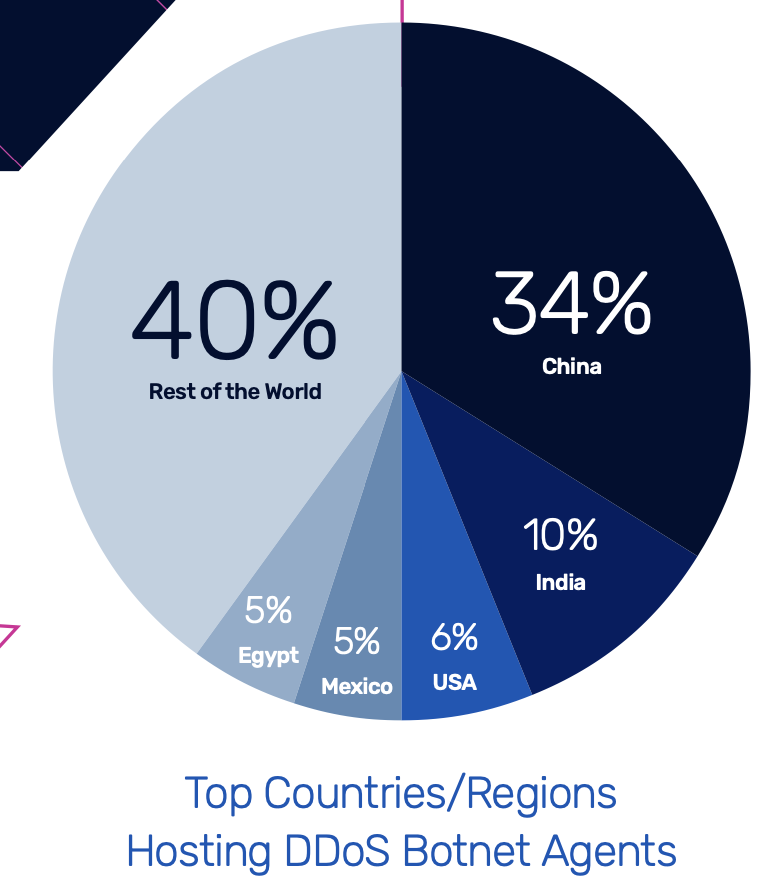 40%
Rest of the World
34%
China
10%
India
6%
USA
5%
Mexico
5%
Egypt
Top Countries/Regions
Hosting DDoS Botnet Agents